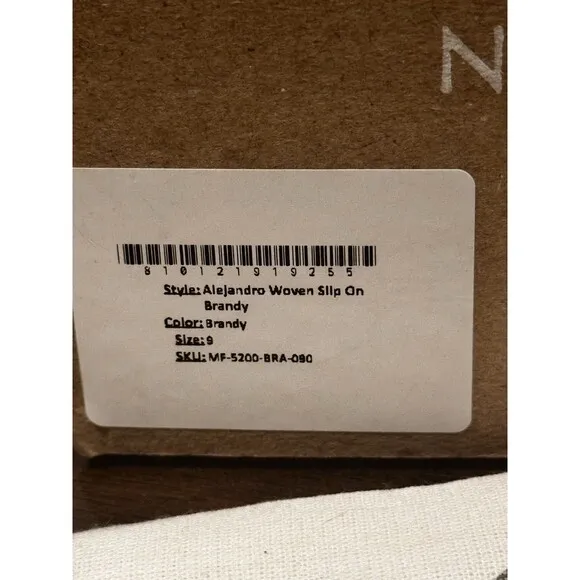 N
810121919255
Style: Alejandro Woven Slip On
Brandy
Color: Brandy
Size: 9
SKU: MF-5200-BRA-090